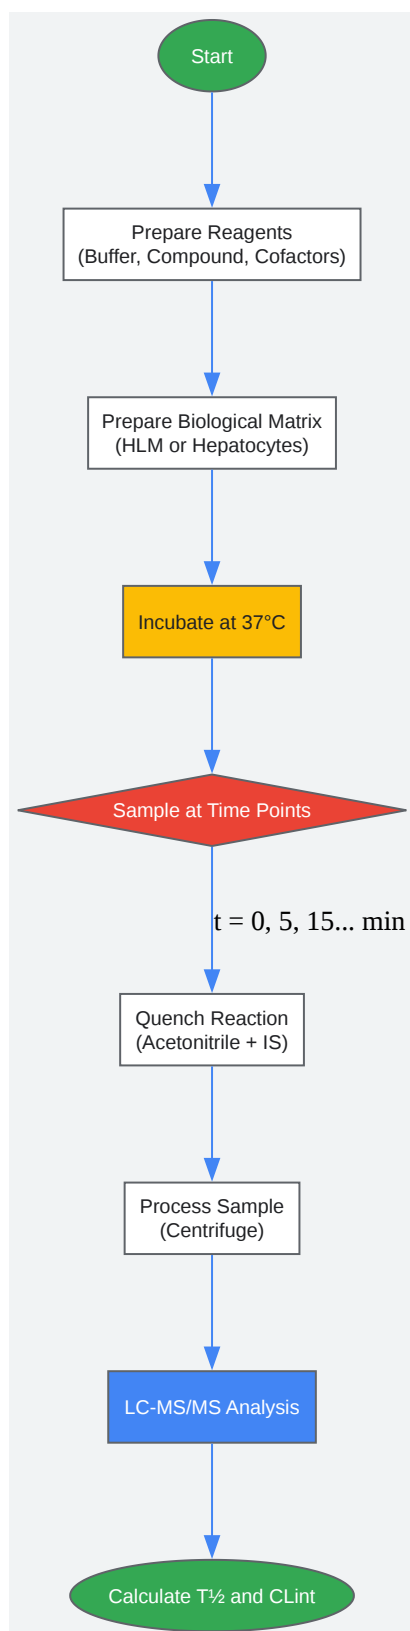 Start
Prepare Reagents
(Buffer, Compound, Cofactors)
Prepare Biological Matrix
(HLM or Hepatocytes)
Incubate at 37°C
Sample at Time Points
t = 0, 5, 15... min
Quench Reaction
(Acetonitrile + IS)
Process Sample
(Centrifuge)
LC-MS/MS Analysis
Calculate T½ and CLint